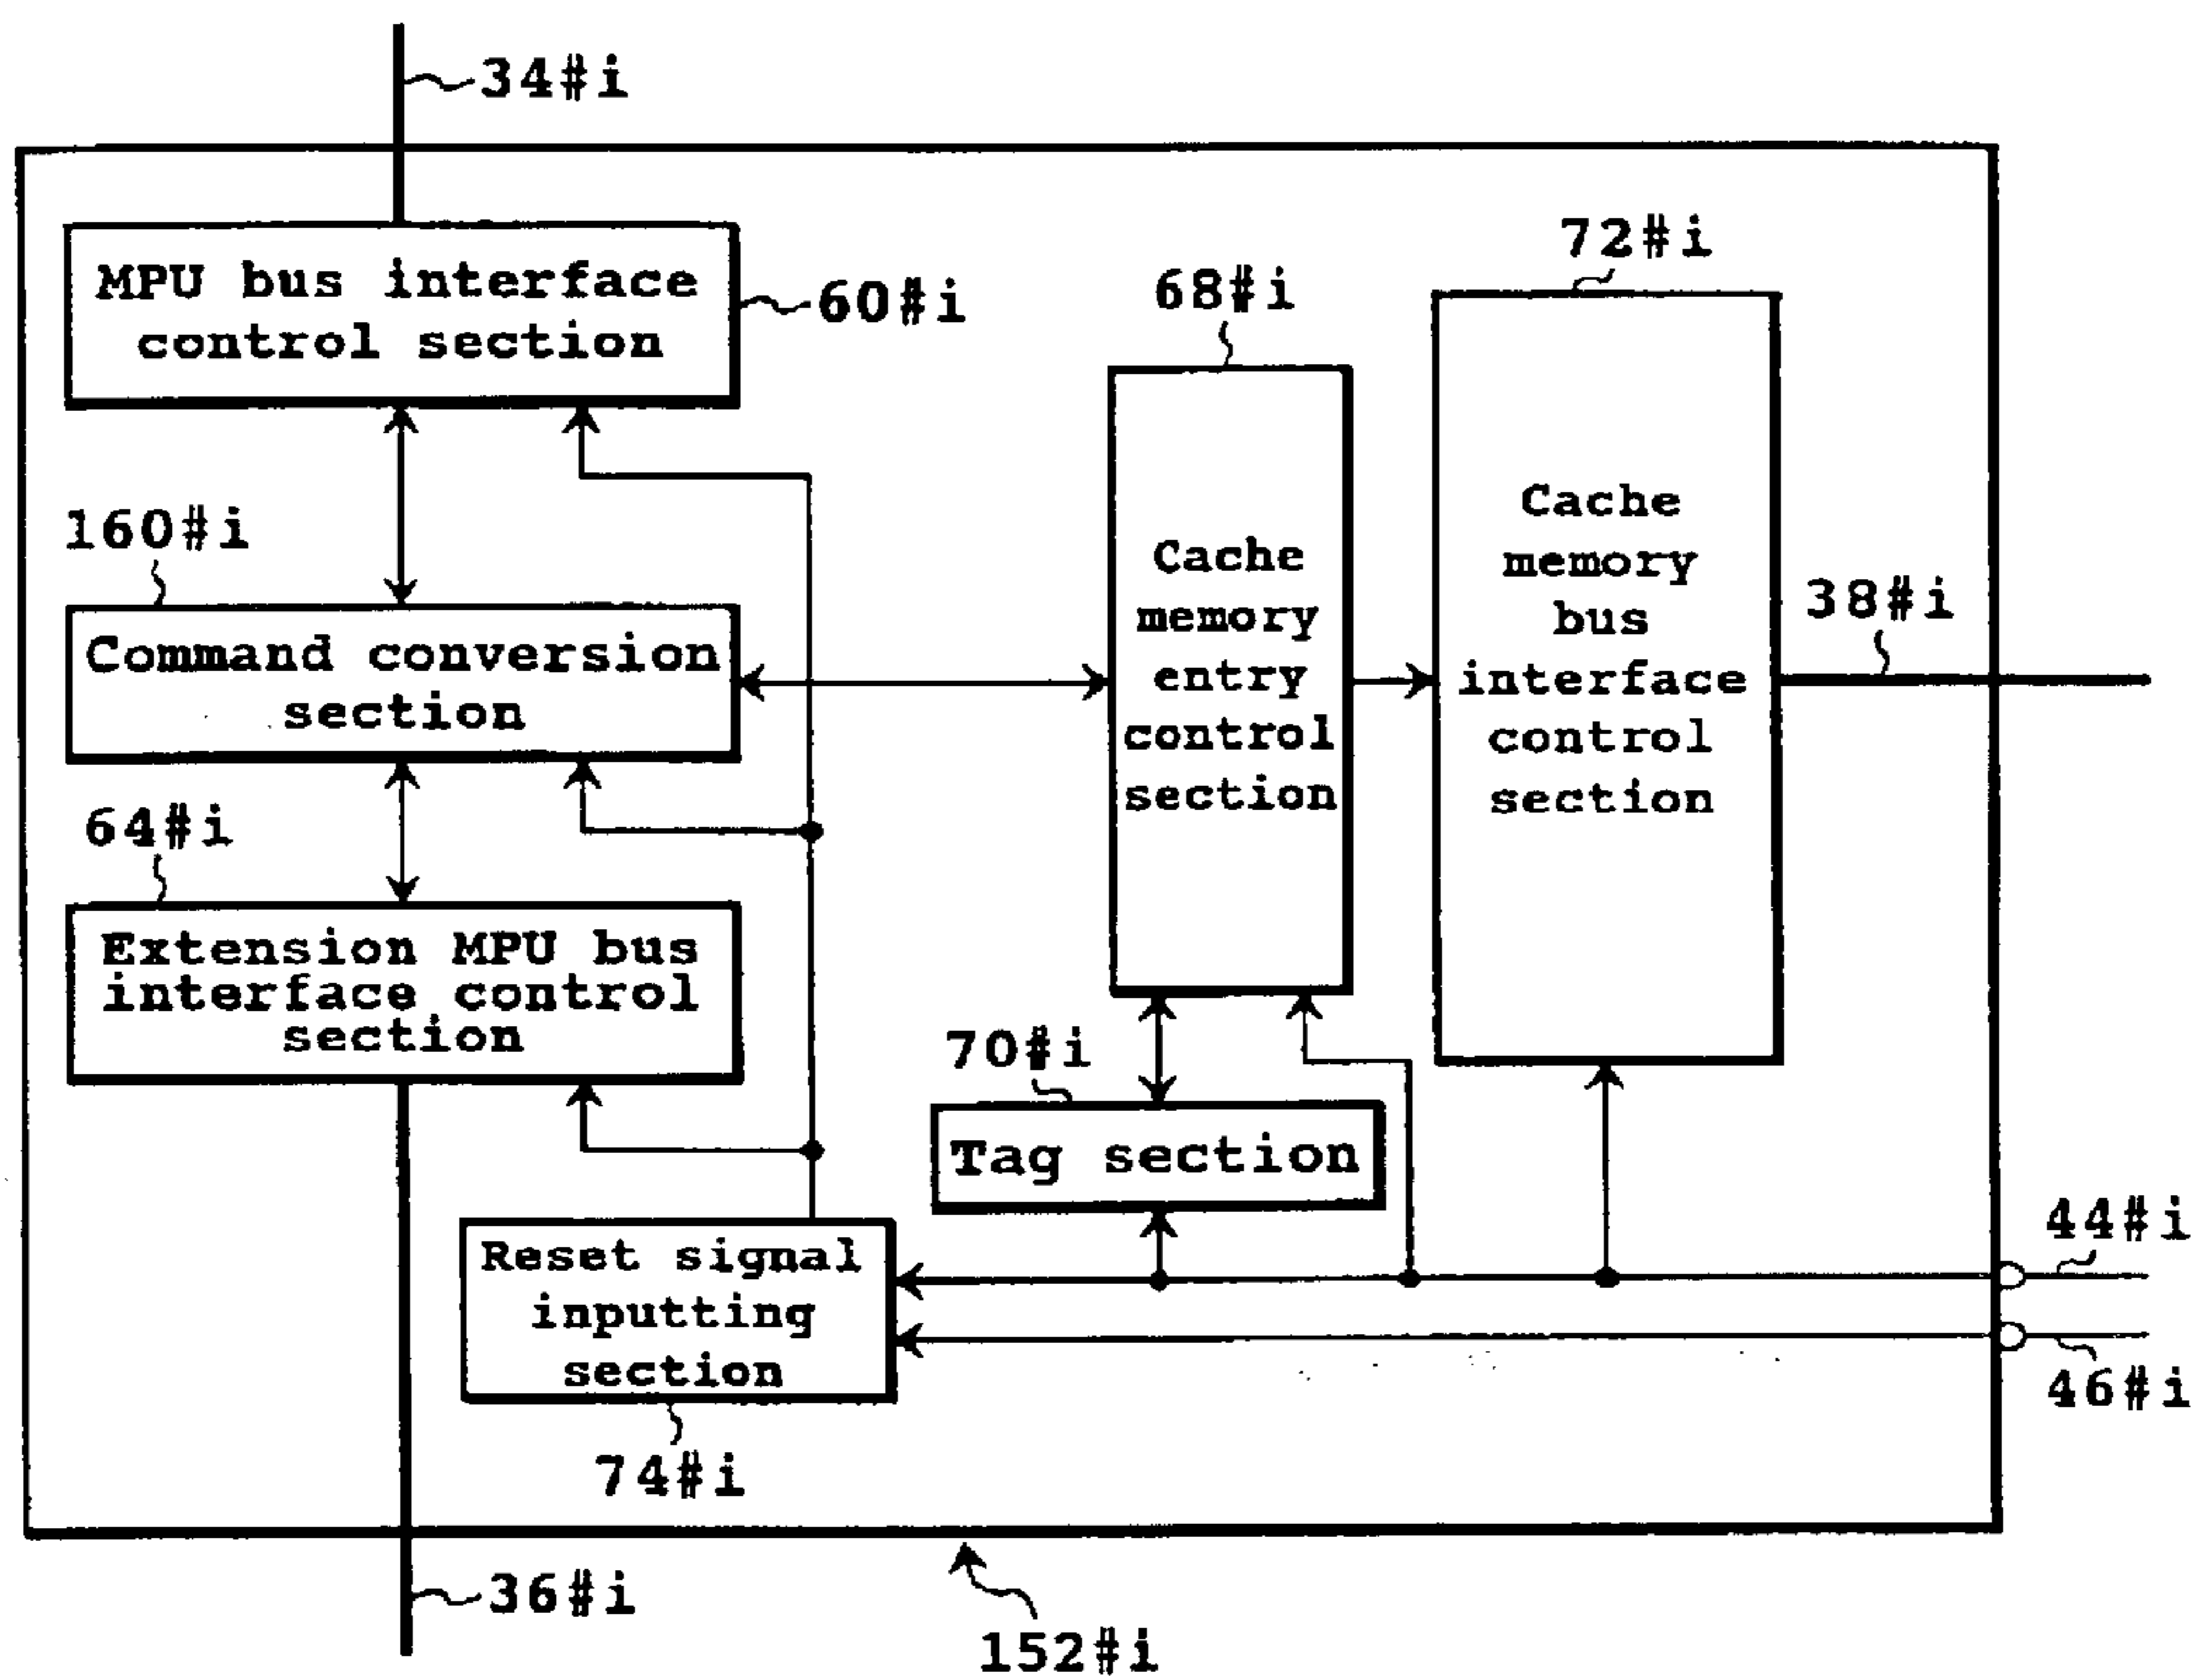 34#i
MPU bus interface
control section
60#i
72#i
68#i
160#i
Command conversion
section
Cache
memory
entry
control
section
Cache
memory
bus
interface
control
section
38#i
64#i
Extension MPU bus
interface control
section
70#i
Tag section
Reset signal
inputting
section
44#i
46#i
74#i
36#i
152#i